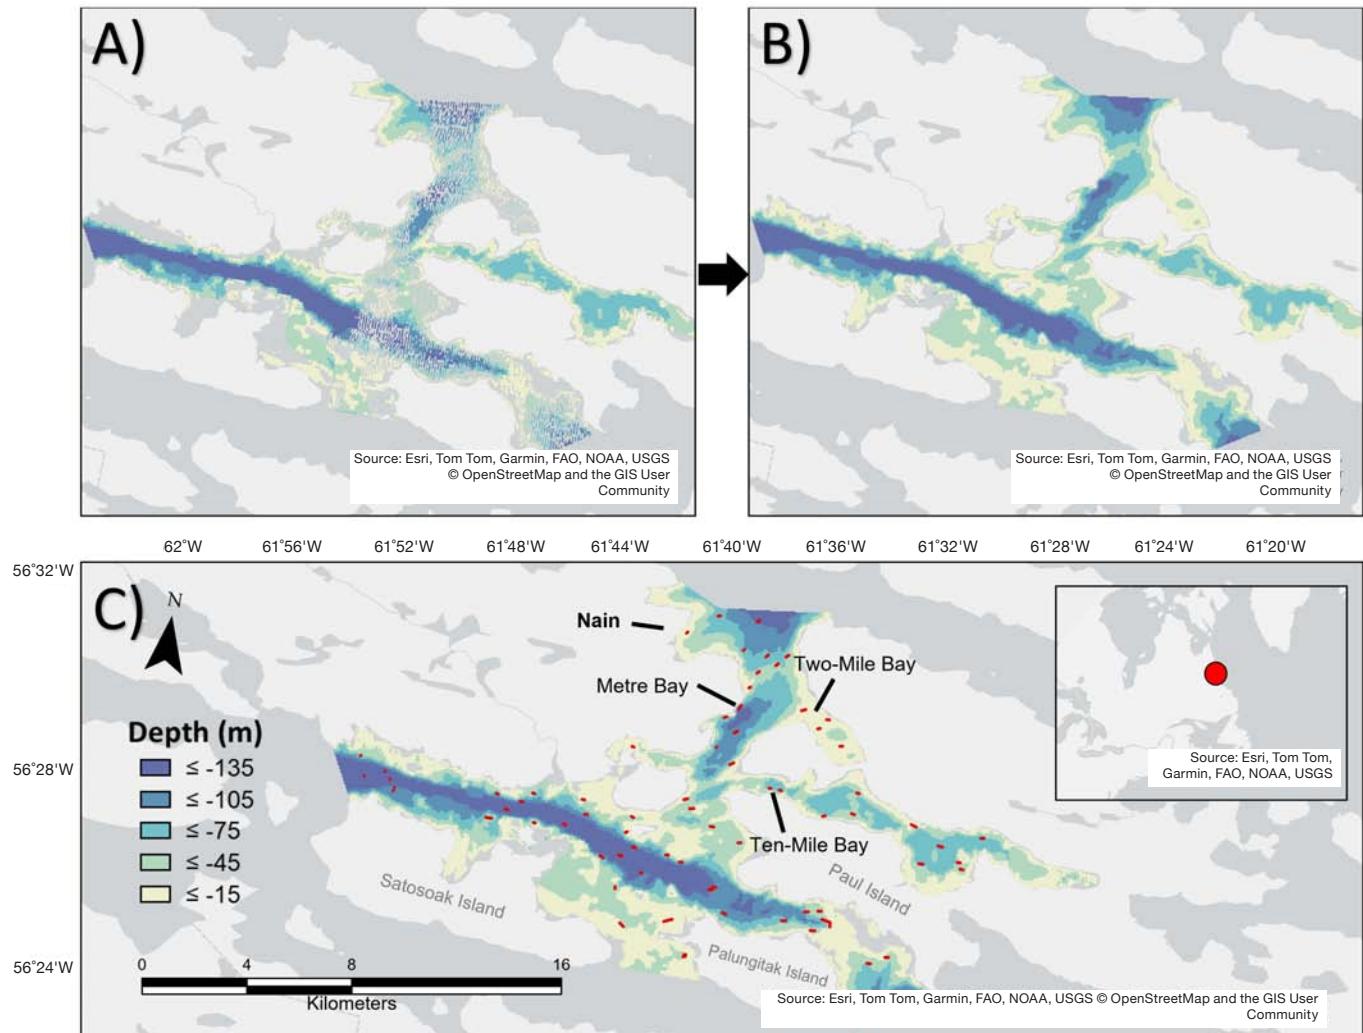 A)
B)
Source: Esri, Tom Tom, Garmin, FAO, NOAA, USGS
© OpenStreetMap and the GIS User
Community
Source: Esri, Tom Tom, Garmin, FAO, NOAA, USGS
© OpenStreetMap and the GIS User
Community
62°W 61°56'W 61°52'W 61°48'W 61°44'W 61°40'W 61°36'W 61°32'W 61°28'W 61°24'W 61°20'W
56°32'W
C)
N
Nain
Two-Mile Bay
Metre Bay
Depth (m)
≤ -135
≤ -105
≤ -75
≤ -45
≤ -15
56°28'W
Source: Esri, Tom Tom,
Garmin, FAO, NOAA, USGS
Ten-Mile Bay
Paul Island
Satosoak Island
Palungitak Island
56°24'W
0 4 8 16
Kilometers
Source: Esri, Tom Tom, Garmin, FAO, NOAA, USGS © OpenStreetMap and the GIS User
Community